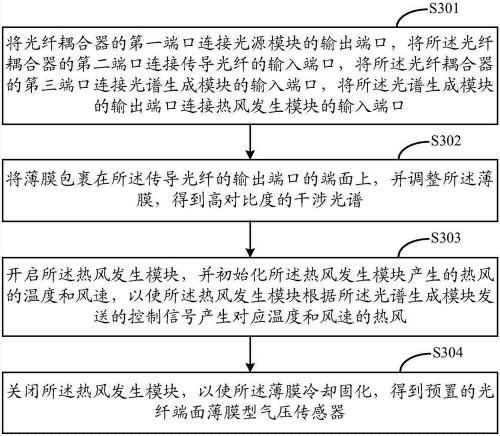 S301
将光纤耦合器的第一端口连接光源模块的输出端口，将所述光纤
耦合器的第二端口连接传导光纤的输入端口，将所述光纤耦合器
的第三端口连接光谱生成模块的输入端口，将所述光谱生成模块
的输出端口连接热风发生模块的输入端口
S302
将薄膜包裹在所述传导光纤的输出端口的端面上，并调整所述薄
膜，得到高对比度的干涉光谱
S303
开启所述热风发生模块，并初始化所述热风发生模块产生的热风
的温度和风速，以使所述热风发生模块根据所述光谱生成模块发
送的控制信号产生对应温度和风速的热风
S304
关闭所述热风发生模块，以使所述薄膜冷却固化，得到预置的光
纤端面薄膜型气压传感器